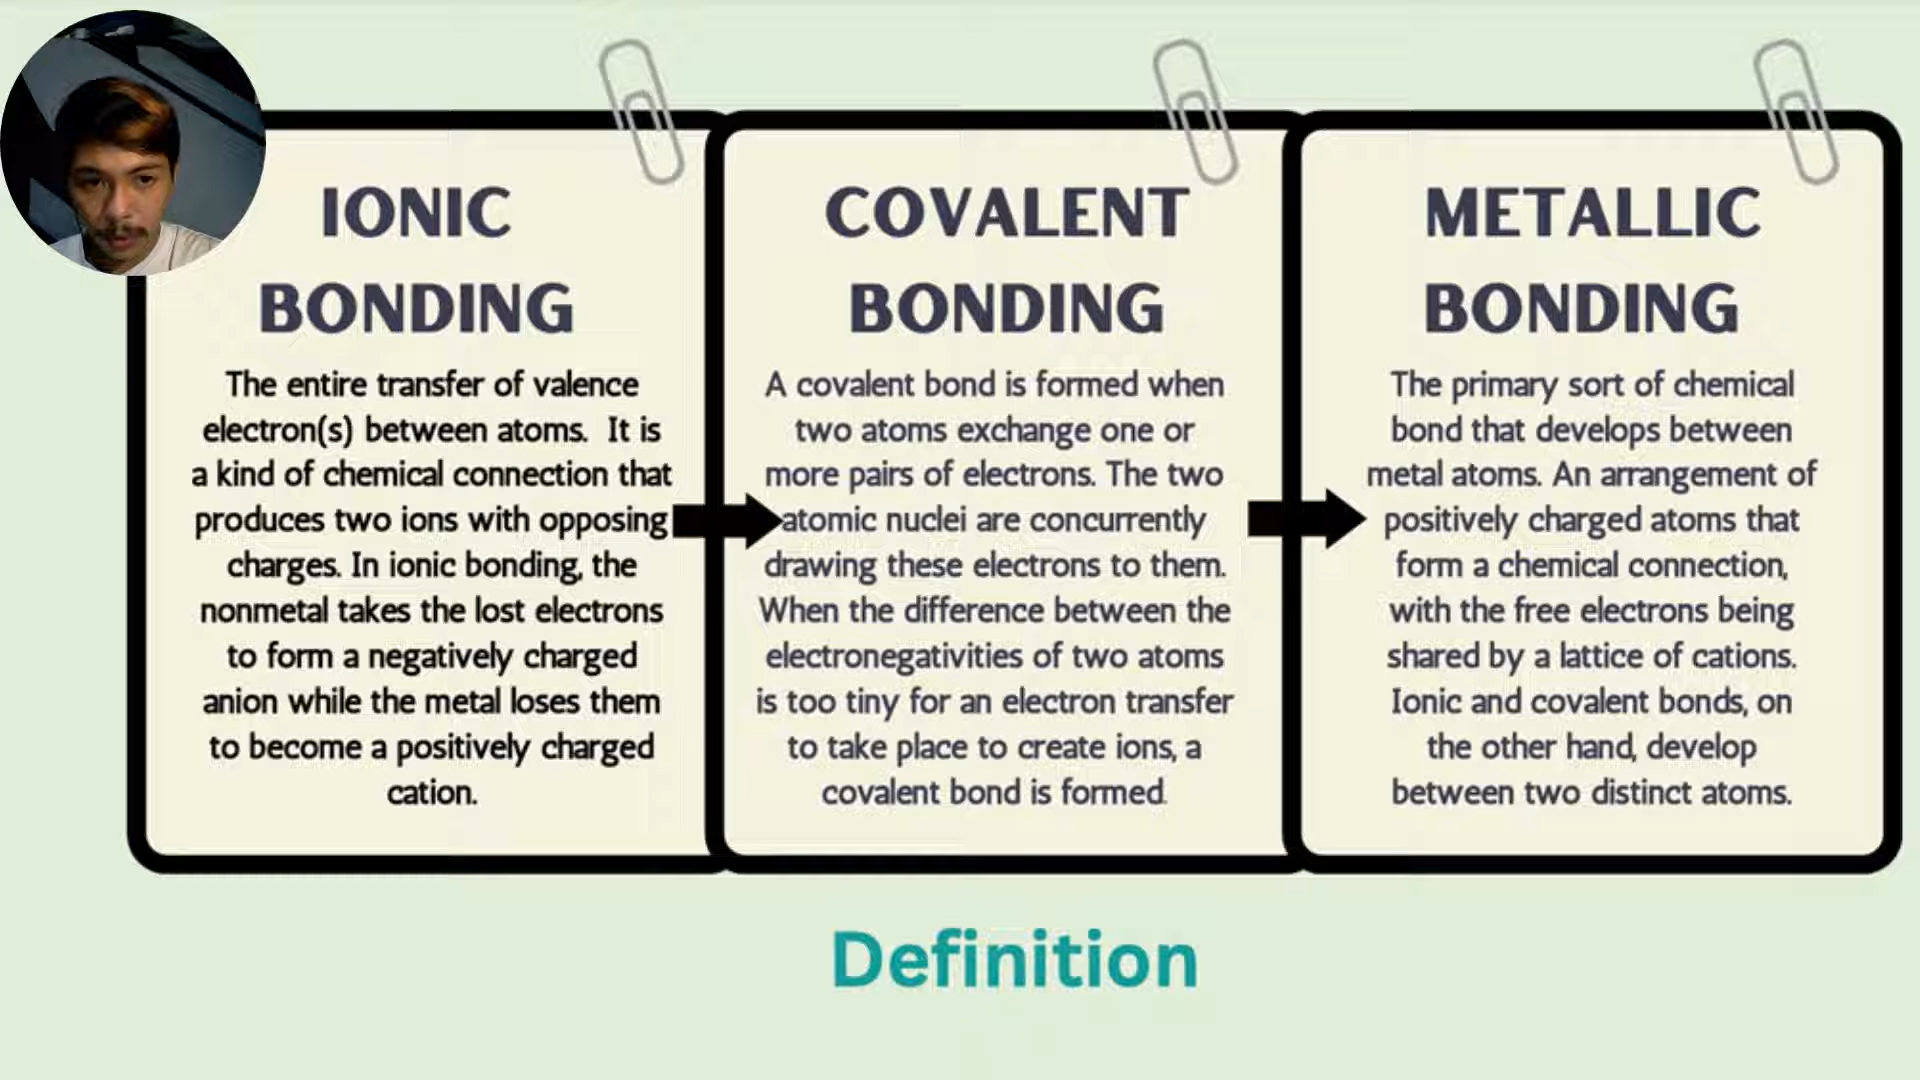 IONIC
BONDING
The entire transfer of valence
electron(s) between atoms.  It is
a kind of chemical connection that
produces two ions with opposing
charges. In ionic bonding, the
nonmetal takes the lost electrons
to form a negatively charged
anion while the metal loses them
to become a positively charged
cation.
COVALENT
BONDING
A covalent bond is formed when
two atoms exchange one or
more pairs of electrons. The two
atomic nuclei are concurrently
drawing these electrons to them.
When the difference between the
electronegativities of two atoms
is too tiny for an electron transfer
to take place to create ions, a
covalent bond is formed.
METALLIC
BONDING
The primary sort of chemical
bond that develops between
metal atoms. An arrangement of
positively charged atoms that
form a chemical connection,
with the free electrons being
shared by a lattice of cations.
Ionic and covalent bonds, on
the other hand, develop
between two distinct atoms.
Definition